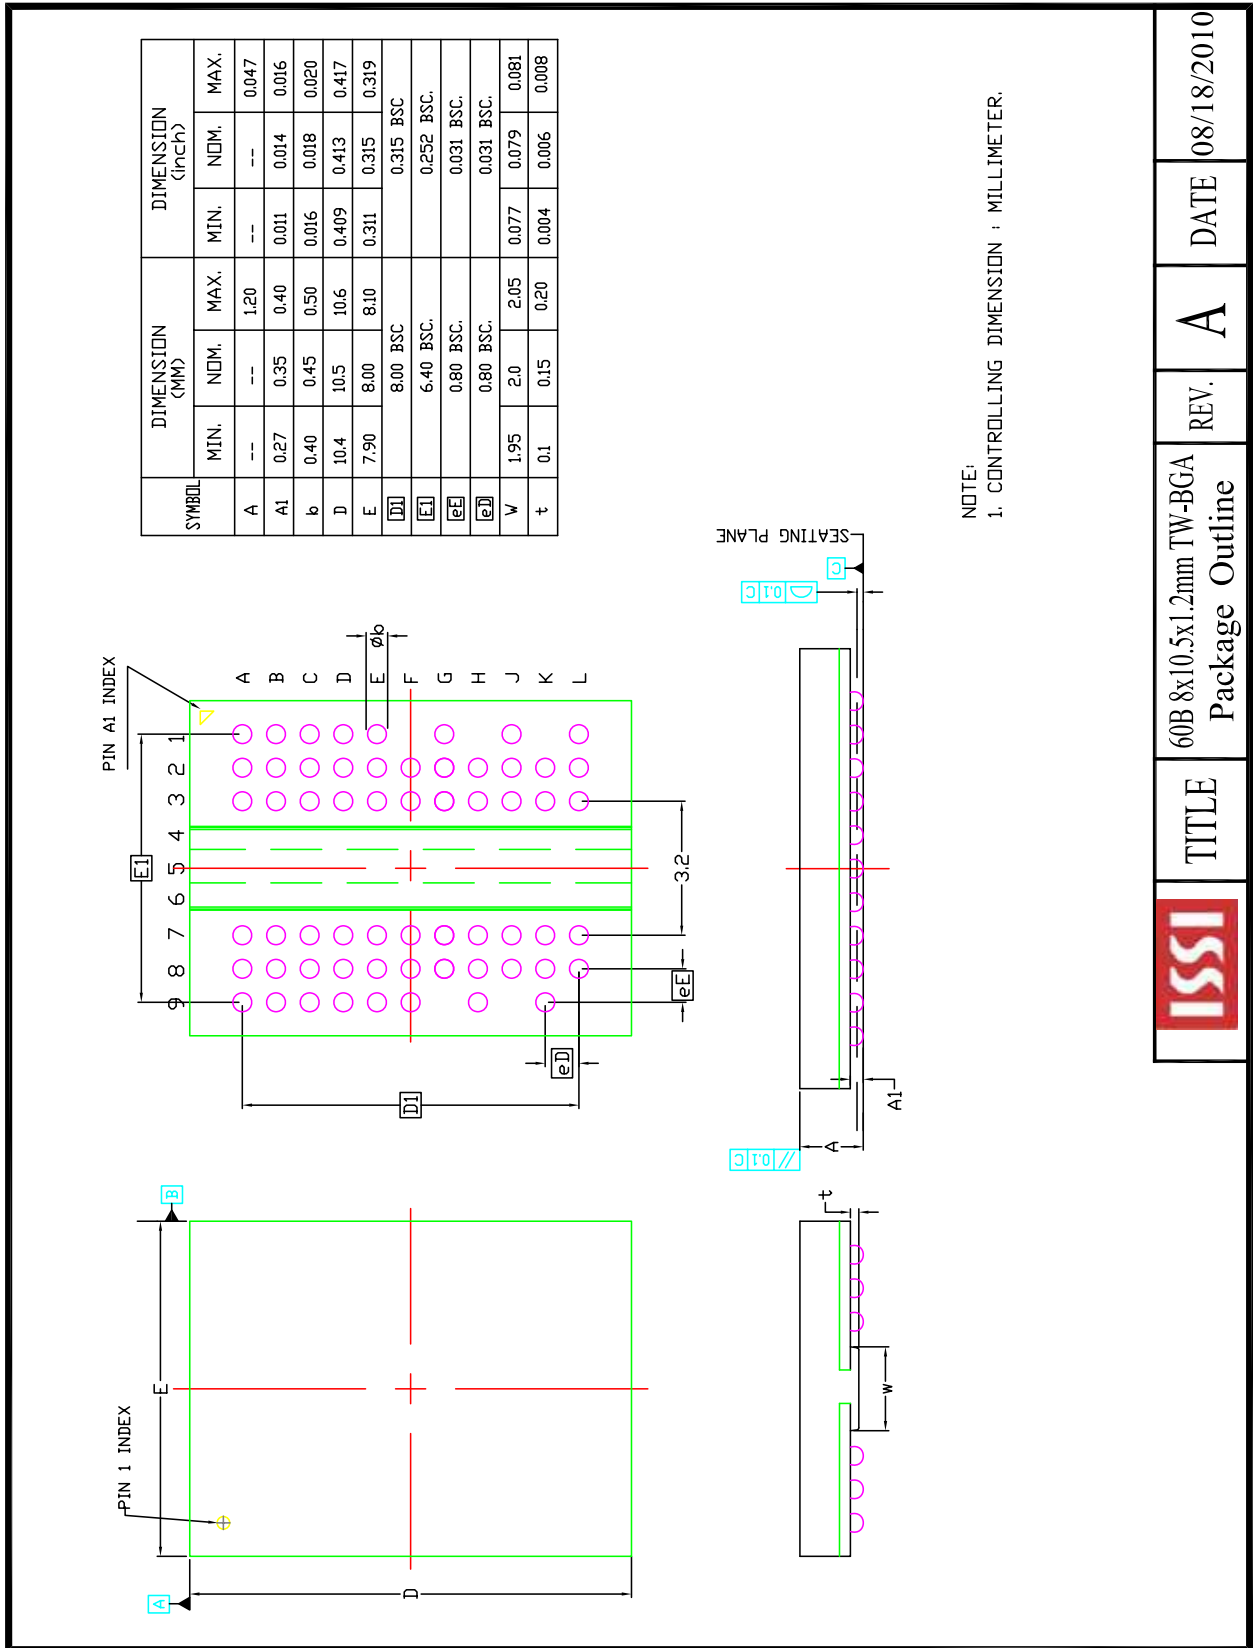 SYMBOL DIMENSION (MM) DIMENSION (inch)
MIN. NOM. MAX. MIN. NOM. MAX.
A -- -- 1.20 -- -- 0.047
A1 0.27 0.35 0.40 0.011 0.014 0.016
b 0.40 0.45 0.50 0.016 0.018 0.020
D 10.4 10.5 10.6 0.409 0.413 0.417
E 7.90 8.00 8.10 0.311 0.315 0.319
D1 8.00 BSC 0.315 BSC
E1 6.40 BSC. 0.252 BSC.
eE 0.80 BSC. 0.031 BSC.
eD 0.80 BSC. 0.031 BSC.
W 1.95 2.0 2.05 0.077 0.079 0.081
t 0.1 0.15 0.20 0.004 0.006 0.008
PIN 1 INDEX
E
B
A
D
PIN A1 INDEX
E1
9 8 7 6 5 4 3 2 1
A
B
C
D
E
F
G
H
J
K
L
Øb
D1
eD
eE
3.2
t
w
// 0.1 C
A
A1
0.1 C
C
SEATING PLANE
NOTE:
1. CONTROLLING DIMENSION : MILLIMETER.
ISSI
TITLE
60B 8x10.5x1.2mm TW-BGA
Package Outline
REV.
A
DATE
08/18/2010